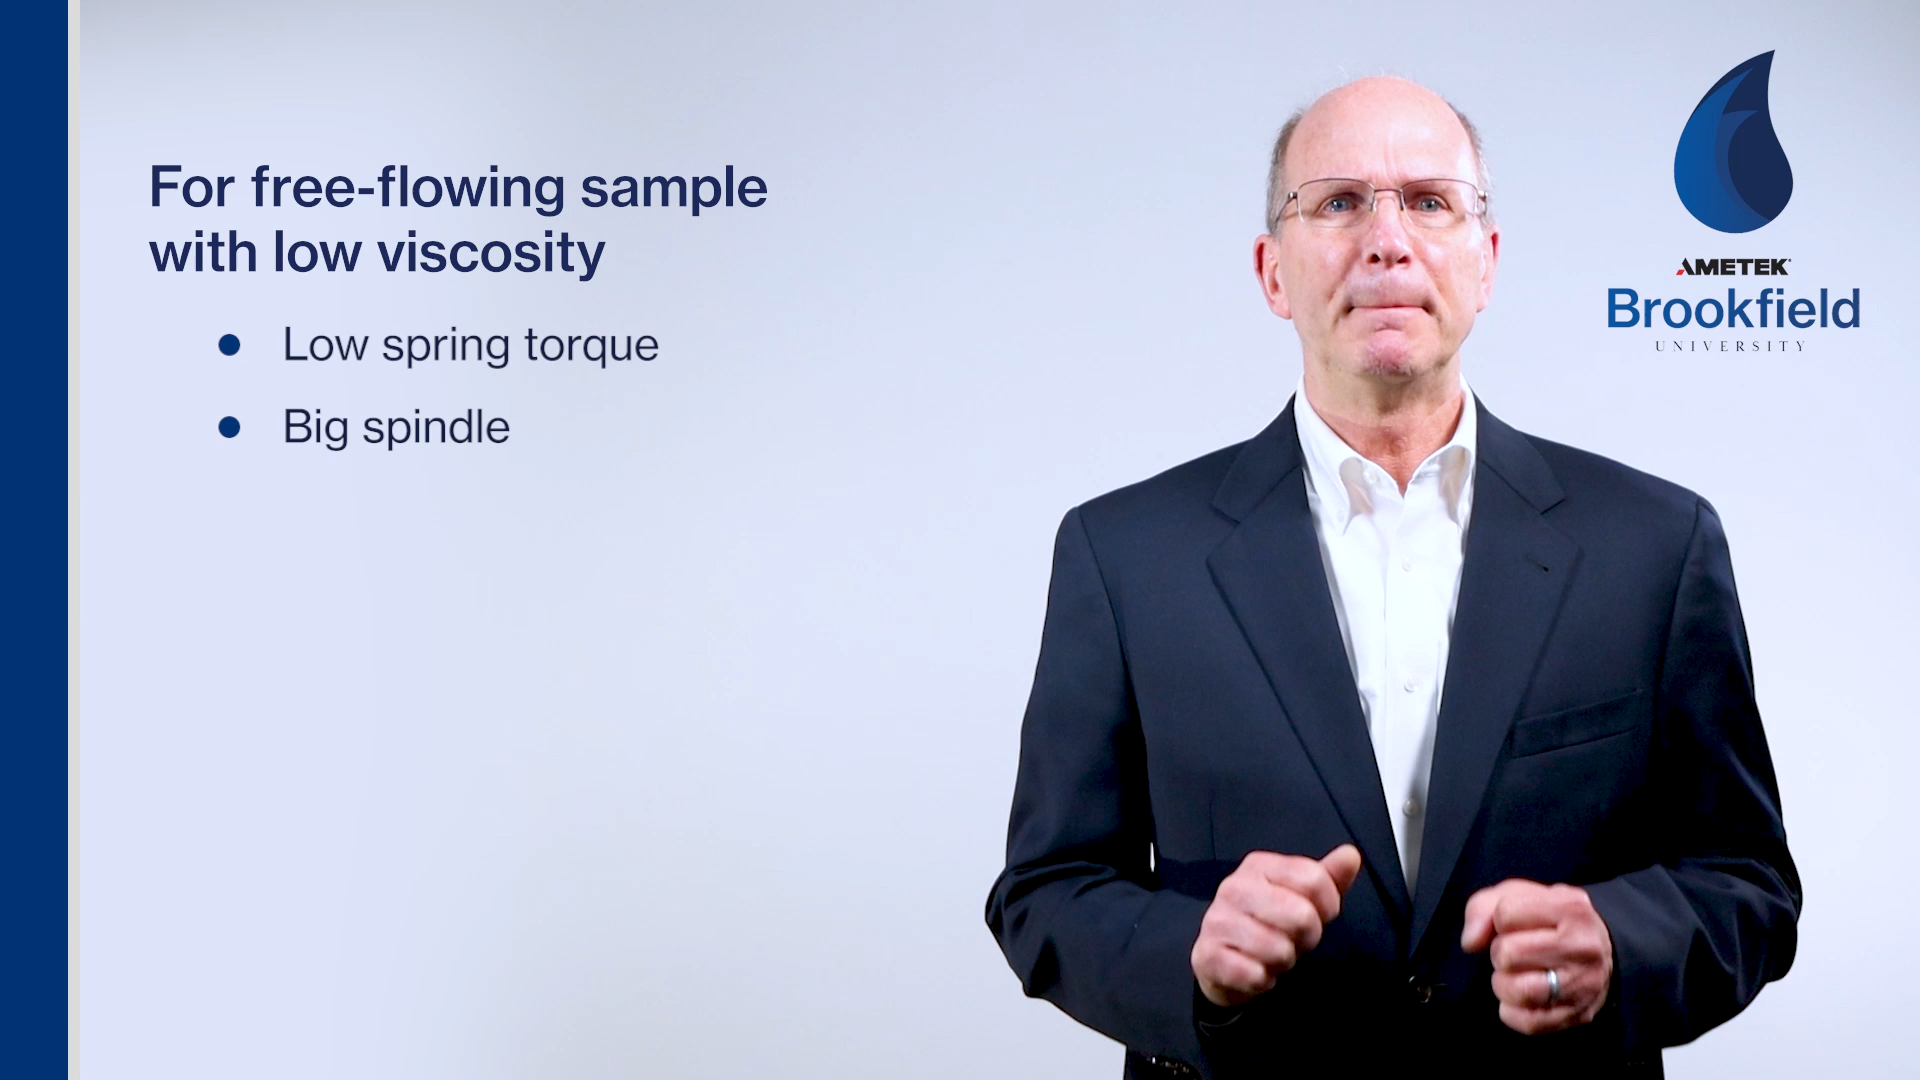 For free-flowing sample
with low viscosity
● Low spring torque
● Big spindle
AMETEK®
Brookfield
UNIVERSITY